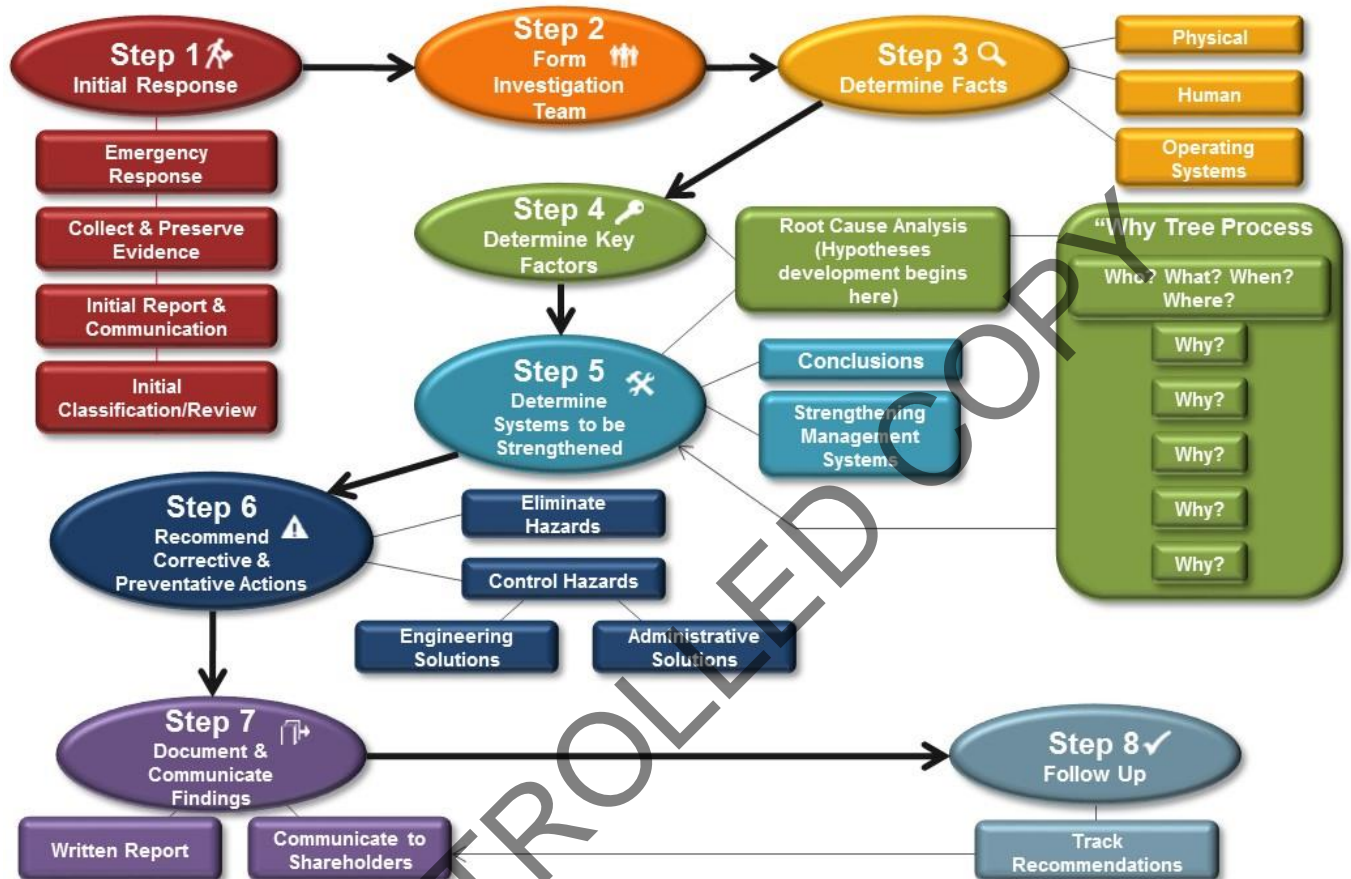 Step 1
Initial Response
Emergency
Response
Collect & Preserve
Evidence
Initial Report &
Communication
Initial
Classification/Review
Step 2
Form
Investigation
Team
Step 3
Determine Facts
Physical
Human
Operating
Systems
Step 4
Determine Key
Factors
Root Cause Analysis
(Hypotheses
development begins
here)
“Why Tree Process
Who? What? When?
Where?
Why?
Why?
Why?
Why?
Why?
Step 5
Determine
Systems to be
Strengthened
Conclusions
Strengthening
Management
Systems
Step 6
Recommend
Corrective &
Preventative Actions
Eliminate
Hazards
Control Hazards
Engineering
Solutions
Administrative
Solutions
Step 7
Document &
Communicate
Findings
Written Report
Communicate to
Shareholders
Step 8
Follow Up
Track
Recommendations
TROLLED COPY